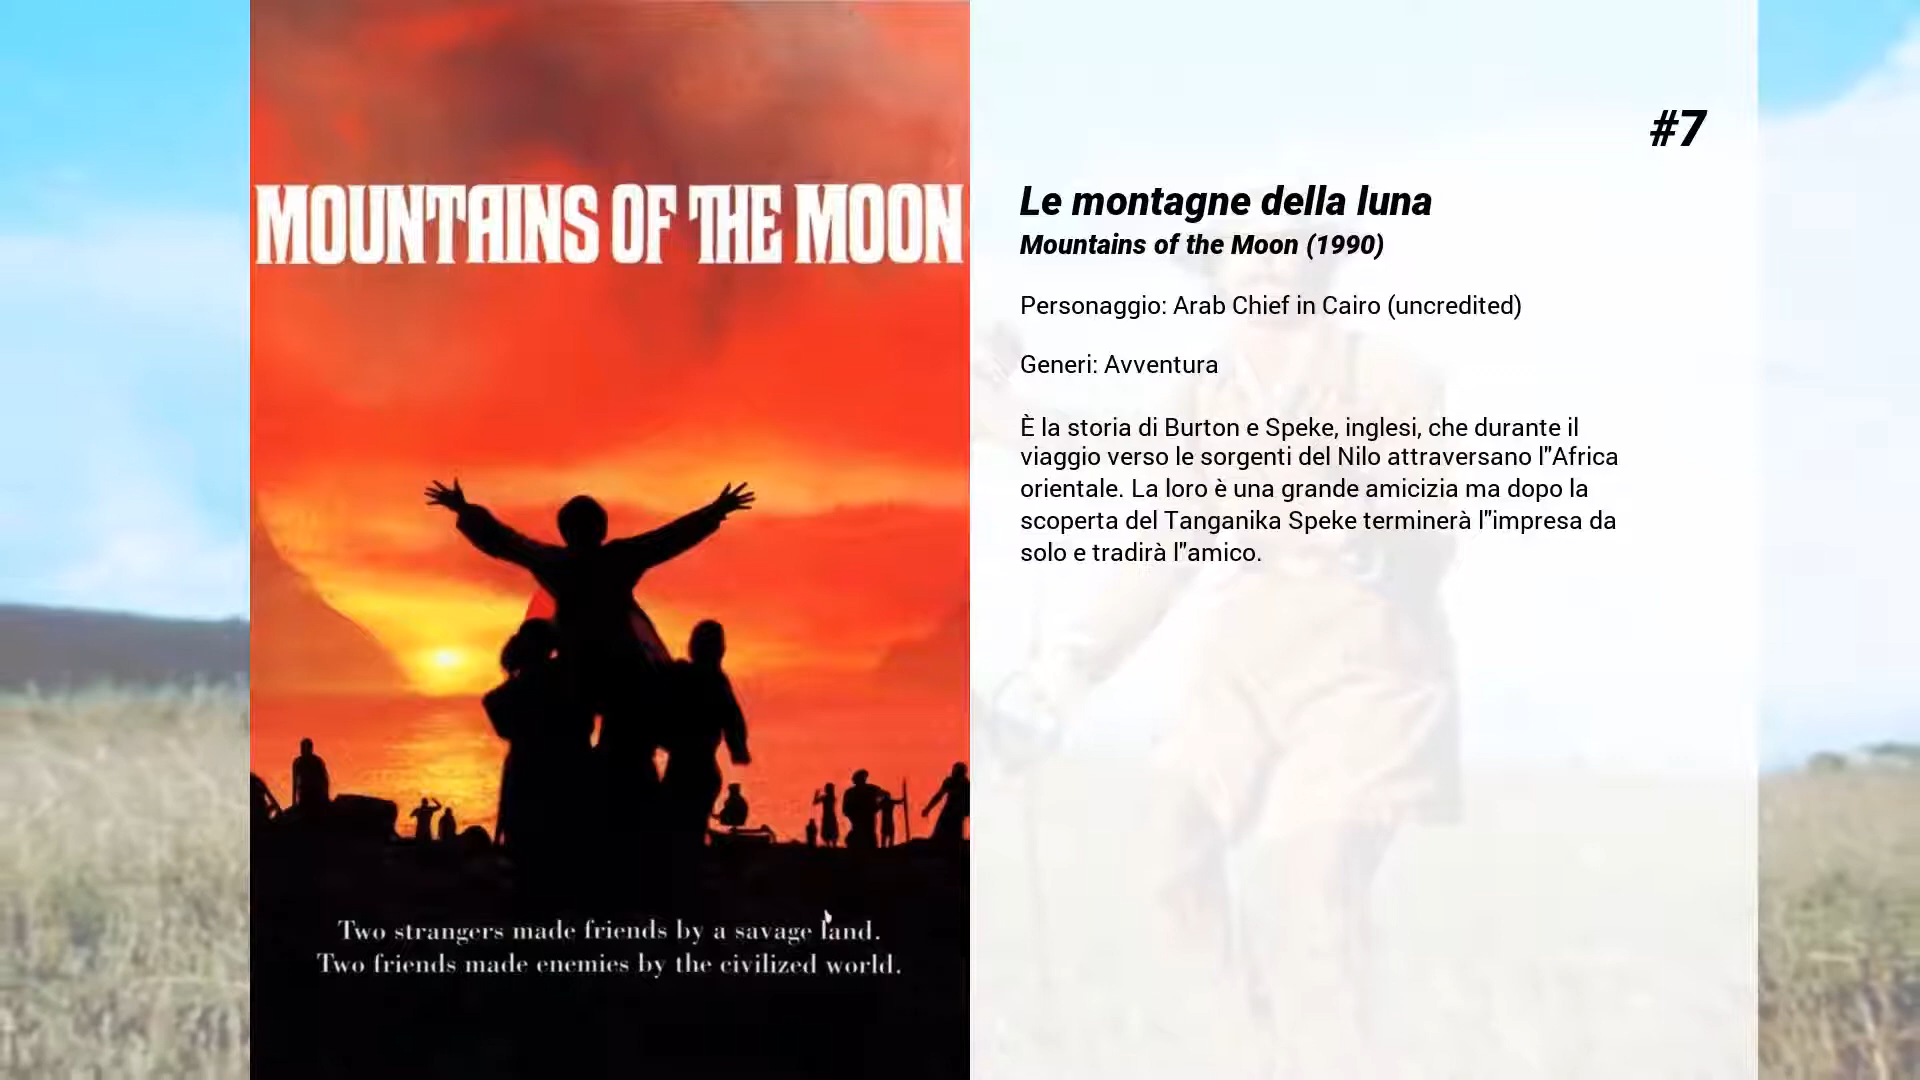 MOUNTAINS OF THE MOON
Two strangers made friends by a savage land.
Two friends made enemies by the civilized world.
#7
Le montagne della luna
Mountains of the Moon (1990)
Personaggio: Arab Chief in Cairo (uncredited)
Generi: Avventura
È la storia di Burton e Speke, inglesi, che durante il
viaggio verso le sorgenti del Nilo attraversano l"Africa
orientale. La loro è una grande amicizia ma dopo la
scoperta del Tanganika Speke terminerà l"impresa da
solo e tradirà l"amico.